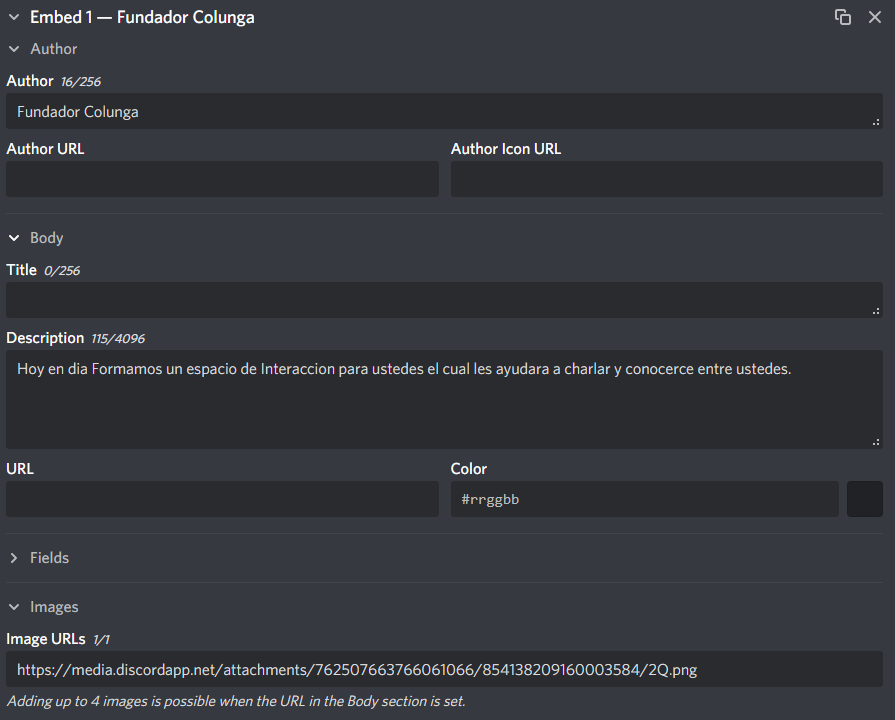 Embed 1 — Fundador Colunga
Author
Author 16/256
Fundador Colunga
Author URL Author Icon URL
Body
Title 0/256
Description 115/4096
Hoy en dia Formamos un espacio de Interaccion para ustedes el cual les ayudara a charlar y conocerce entre ustedes.
URL Color
#rrggbb
Fields
Images
Image URLs 1/1
https://media.discordapp.net/attachments/762507663766061066/854138209160003584/2Q.png
Adding up to 4 images is possible when the URL in the Body section is set.